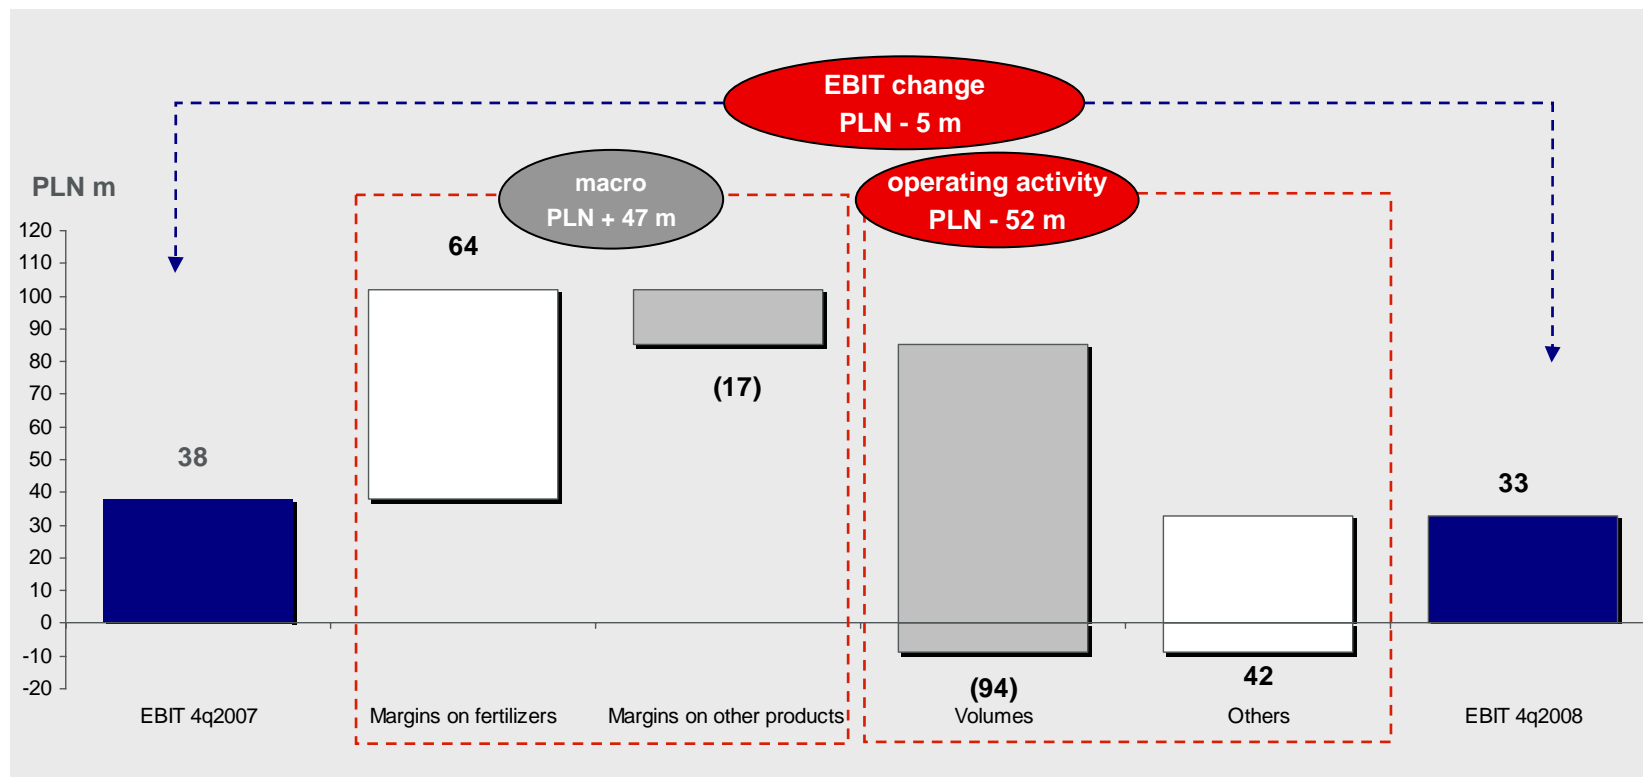 EBIT change
PLN - 5 m
macro
PLN + 47 m
operating activity
PLN - 52 m
PLN m
120
110
100
90
80
70
60
50
40
30
20
10
0
-10
-20
38
64
(17)
(94)
42
33
EBIT 4q2007
Margins on fertilizers
Margins on other products
Volumes
Others
EBIT 4q2008